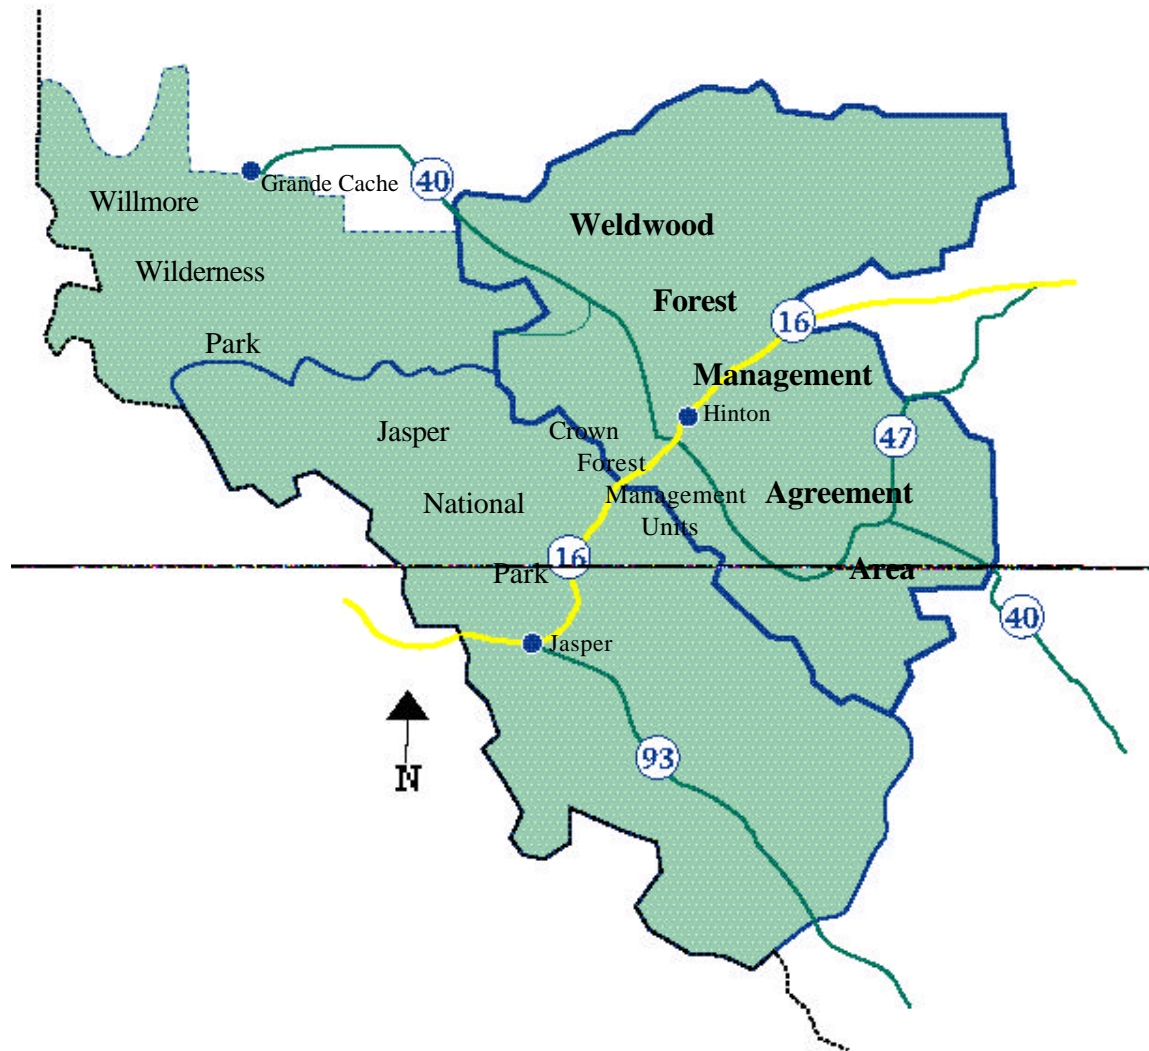 Grande Cache
40
Willmore
Wilderness
Park
Weldwood
Forest
16
Management
Hinton
47
Jasper
National
Park
Crown
Forest
Management
Units
Agreement
Area
16
Jasper
40
N
93